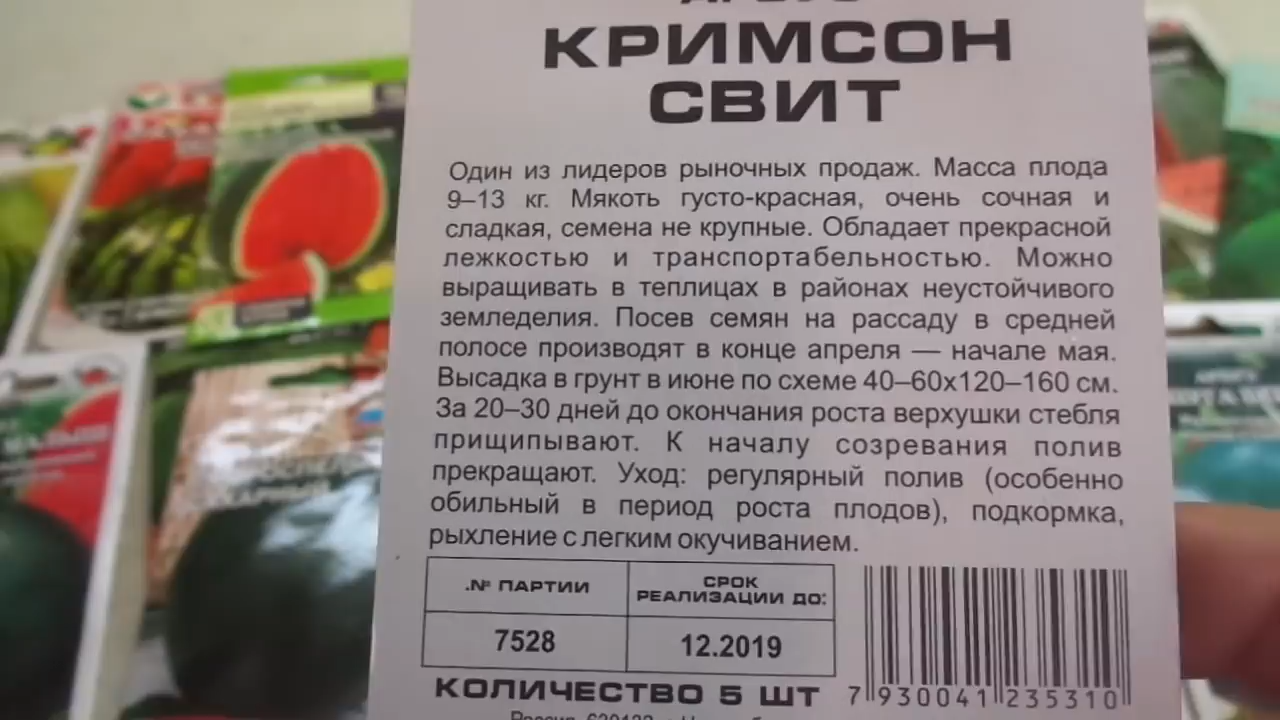 КРИМСОН
СВИТ
Один из лидеров рыночных продаж. Масса плода
9–13 кг. Мякоть густо-красная, очень сочная и
сладкая, семена не крупные. Обладает прекрасной
лежкостью и транспортабельностью. Можно
выращивать в теплицах в районах неустойчивого
земледелия. Посев семян на рассаду в средней
полосе производят в конце апреля — начале мая.
Высадка в грунт в июне по схеме 40–60х120–160 см.
За 20–30 дней до окончания роста верхушки стебля
прищипывают. К началу созревания полив
прекращают. Уход: регулярный полив (особенно
обильный в период роста плодов), подкормка,
рыхление с легким окучиванием.
.№ ПАРТИИ
СРОК
РЕАЛИЗАЦИИ ДО:
7528
12.2019
КОЛИЧЕСТВО 5 ШТ
7 930041 235310